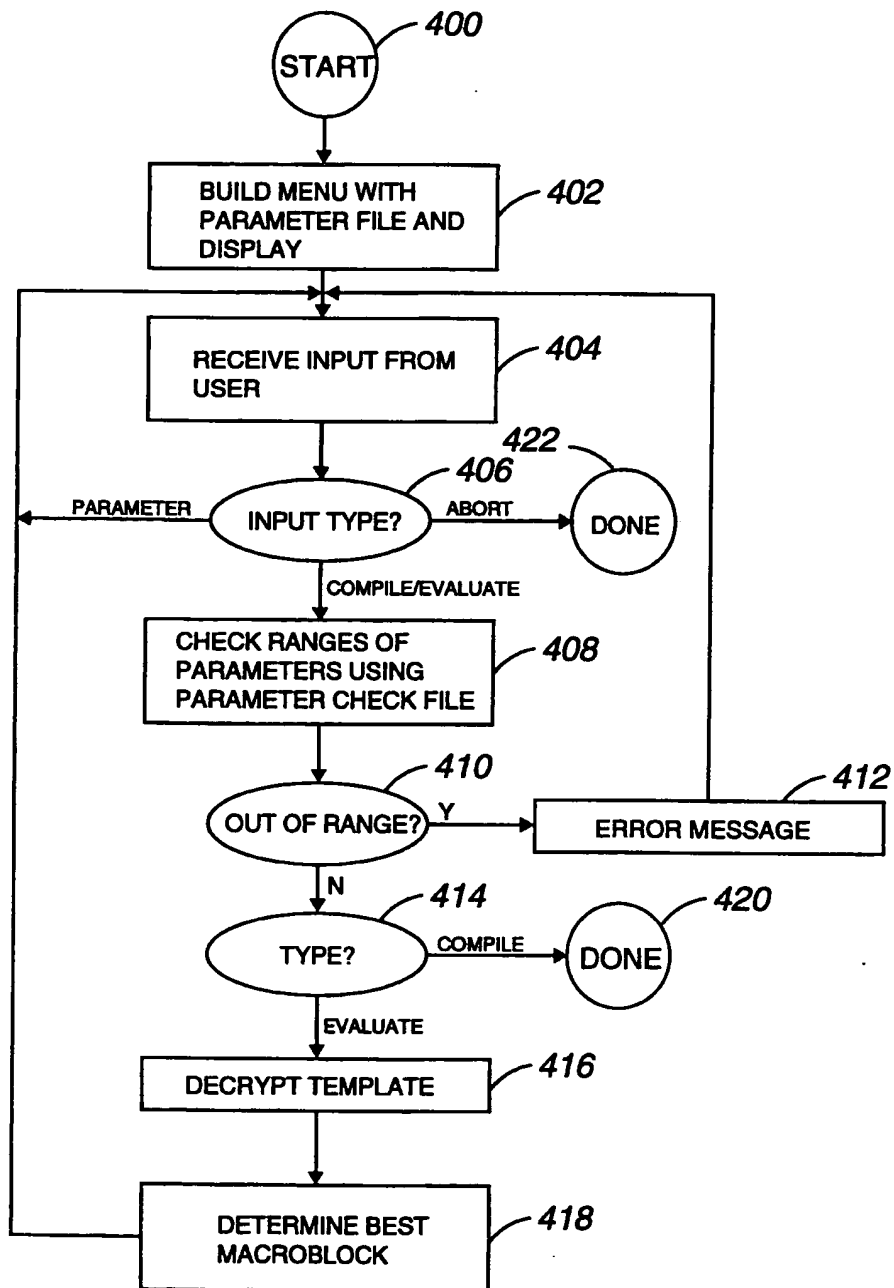 400
START
BUILD MENU WITH
PARAMETER FILE AND
DISPLAY
402
RECEIVE INPUT FROM
USER
404
406
422
PARAMETER
INPUT TYPE?
ABORT
DONE
COMPILE/EVALUATE
CHECK RANGES OF
PARAMETERS USING
PARAMETER CHECK FILE
408
410
OUT OF RANGE?
Y
412
ERROR MESSAGE
N
414
420
TYPE?
COMPILE
DONE
EVALUATE
DECRYPT TEMPLATE
416
DETERMINE BEST
MACROBLOCK
418